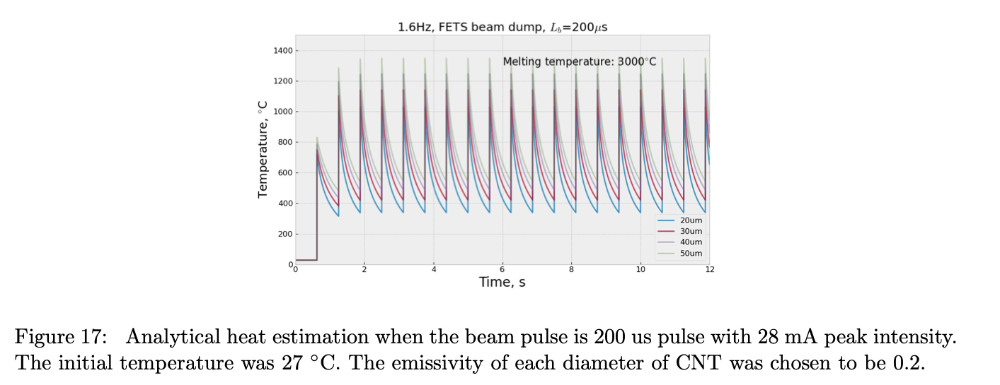 1.6Hz, FETS beam dump, L_b=200μs
Melting temperature: 3000°C
Temperature, °C
1400
1200
1000
800
600
400
200
0
0 2 4 6 8 10 12
Time, s
20um
30um
40um
50um
Figure 17: Analytical heat estimation when the beam pulse is 200 us pulse with 28 mA peak intensity.
The initial temperature was 27 °C. The emissivity of each diameter of CNT was chosen to be 0.2.